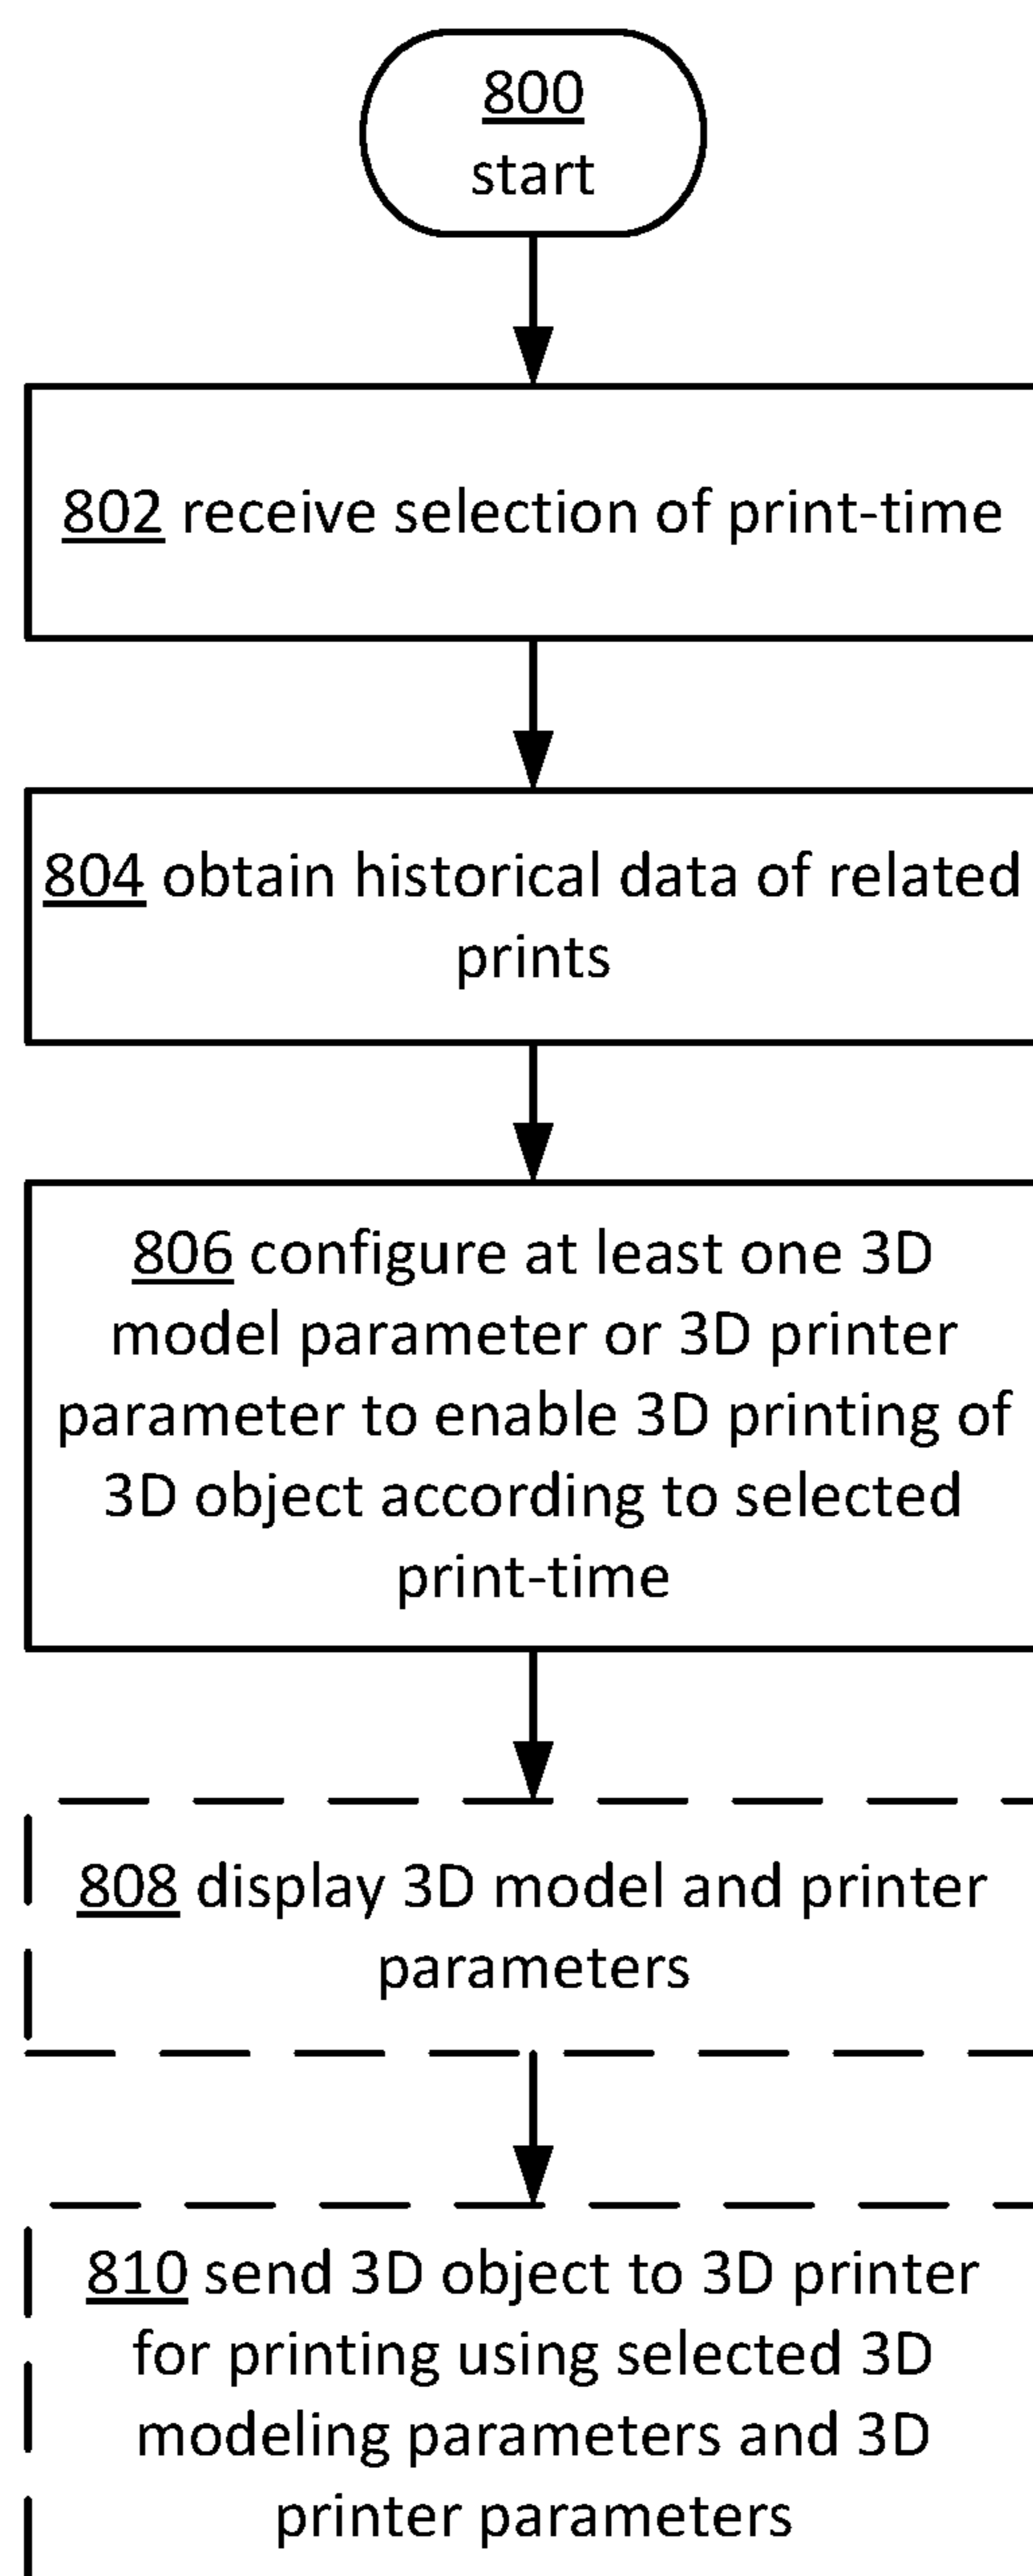 800
start
802 receive selection of print-time
804 obtain historical data of related
prints
806 configure at least one 3D
model parameter or 3D printer
parameter to enable 3D printing of
3D object according to selected
print-time
808 display 3D model and printer
parameters
810 send 3D object to 3D printer
for printing using selected 3D
modeling parameters and 3D
printer parameters